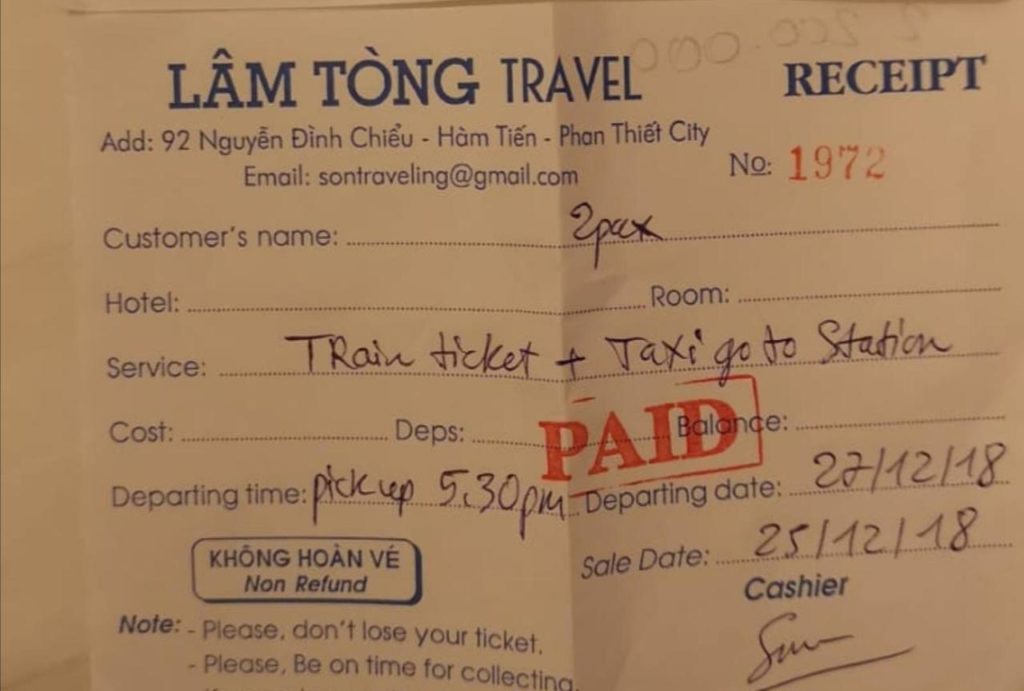 LÂM TÒNG TRAVEL RECEIPT
Add: 92 Nguyễn Đình Chiểu - Hàm Tiến - Phan Thiết City
Email: sontraveling@gmail.com
No: 1972
Customer's name: 2pax
Hotel: Room:
Service: TRain ticket + Taxi go to Station
Cost: Deps: Balance:
PAID
Departing time: pick up 5.30pm Departing date: 27/12/18
Sale Date: 25/12/18
KHÔNG HOÀN VÉ
Non Refund
Cashier
Note: - Please, don't lose your ticket.
- Please, Be on time for collecting